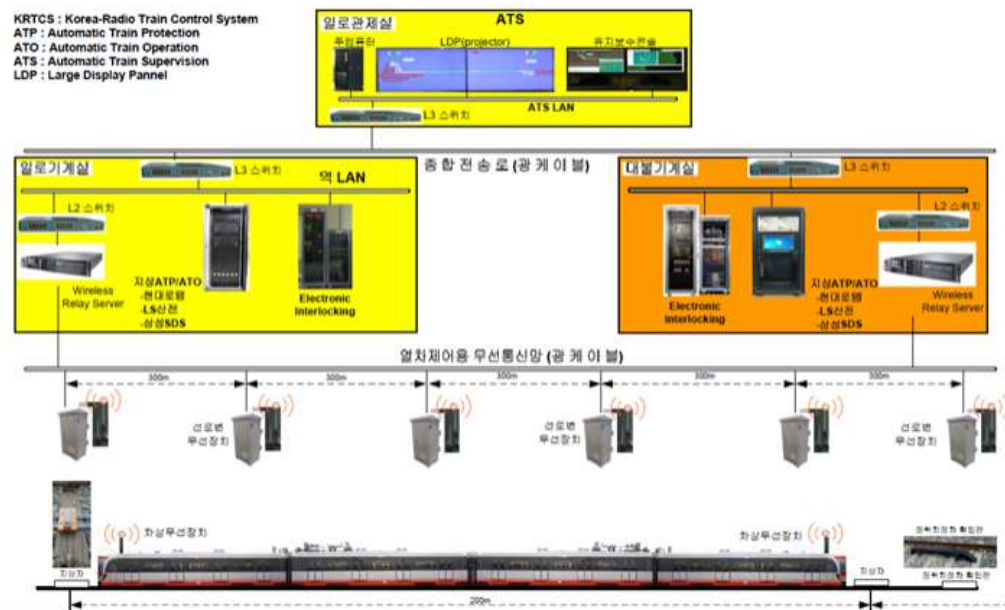 KRTCS : Korea-Radio Train Control System
ATP : Automatic Train Protection
ATO : Automatic Train Operation
ATS : Automatic Train Supervision
LDP : Large Display Pannel
일로관제실
ATS
LDP(projector)
ATS LAN
L3 스위치
종합전송로(광케이블)
일로기계실
L3 스위치
역 LAN
L2 스위치
Wireless
Relay Server
지상ATP/ATO
-현대로템
-LS산전
-삼성SDS
Electronic
Interlocking
대불기계실
L3 스위치
L2 스위치
Electronic
Interlocking
지상ATP/ATO
-현대로템
-LS산전
-삼성SDS
Wireless
Relay Server
열차제어용 무선통신망 (광케이블)
300m
300m
300m
300m
300m
선로변
무선장치
선로변
무선장치
선로변
무선장치
차상무선장치
차상무선장치
지상자
지상자
200m